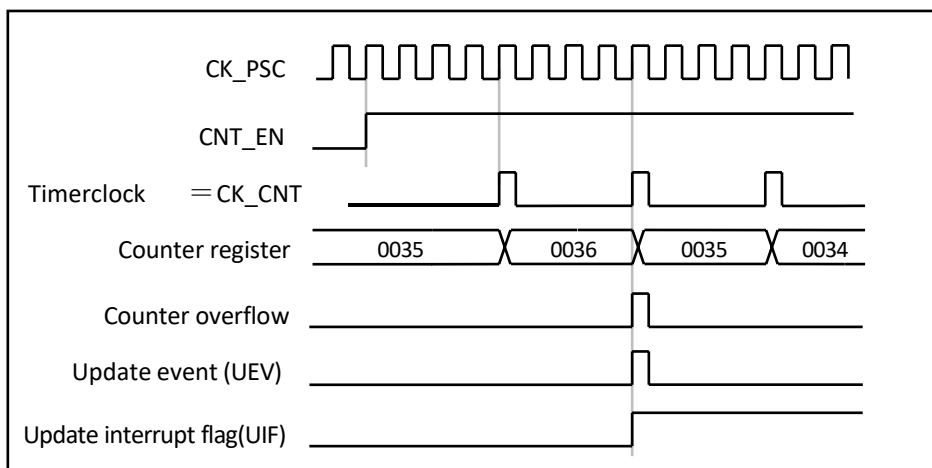 CK_PSC
CNT_EN
Timerclock =CK_CNT
Counter register 0035 0036 0035 0034
Counter overflow
Update event (UEV)
Update interrupt flag(UIF)